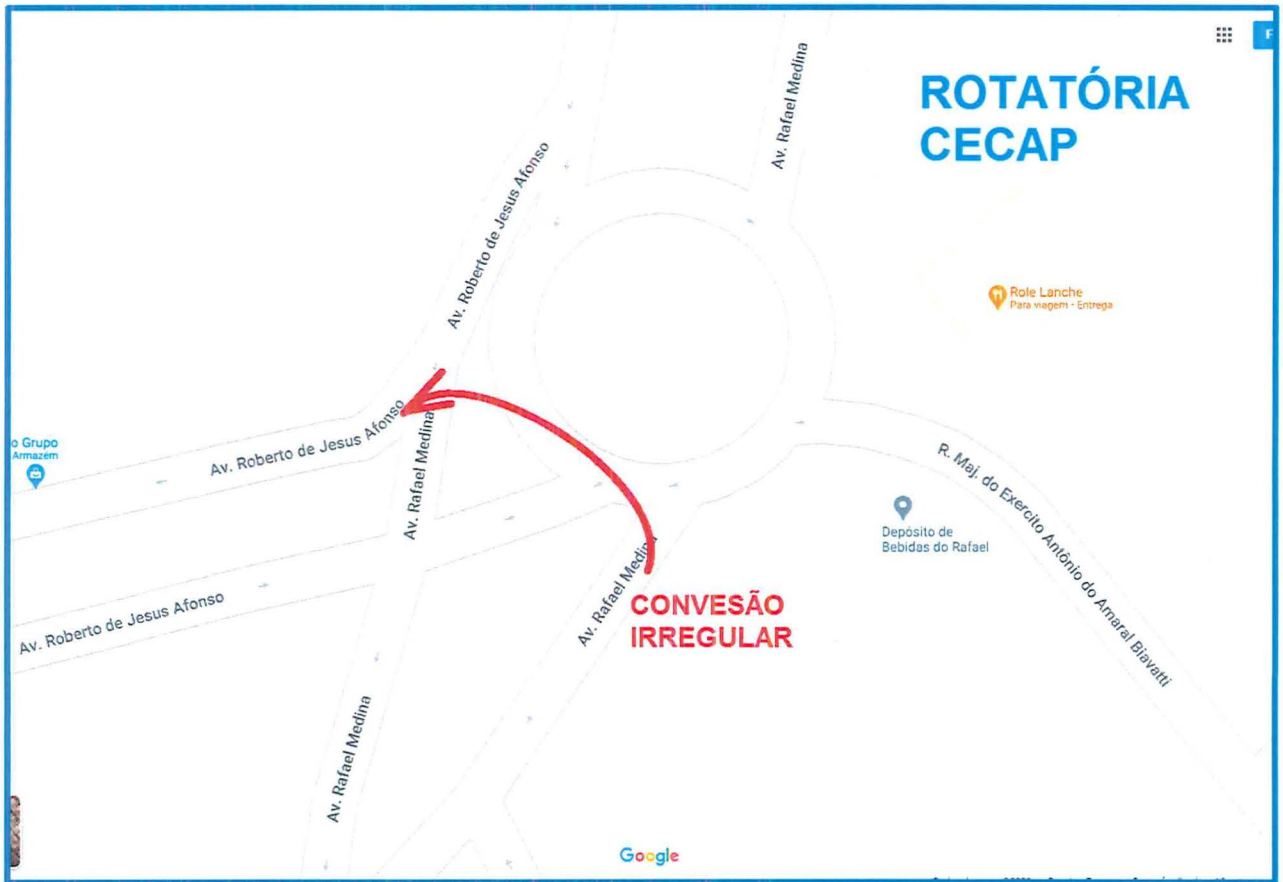 ROTATÓRIA
CECAP
F
Av. Rafael Medina
Av. Roberto de Jesus Afonso
Role Lanche
Para viagem - Entrega
o Grupo
Armazém
Av. Roberto de Jesus Afonso
Av. Rafael Medina
R. Maj. do Exercito Antônio do Amaral Biavatti
Depósito de
Bebidas do Rafael
Av. Rafael Medina
CONVESÃO
IRREGULAR
Av. Roberto de Jesus Afonso
Av. Rafael Medina
Google